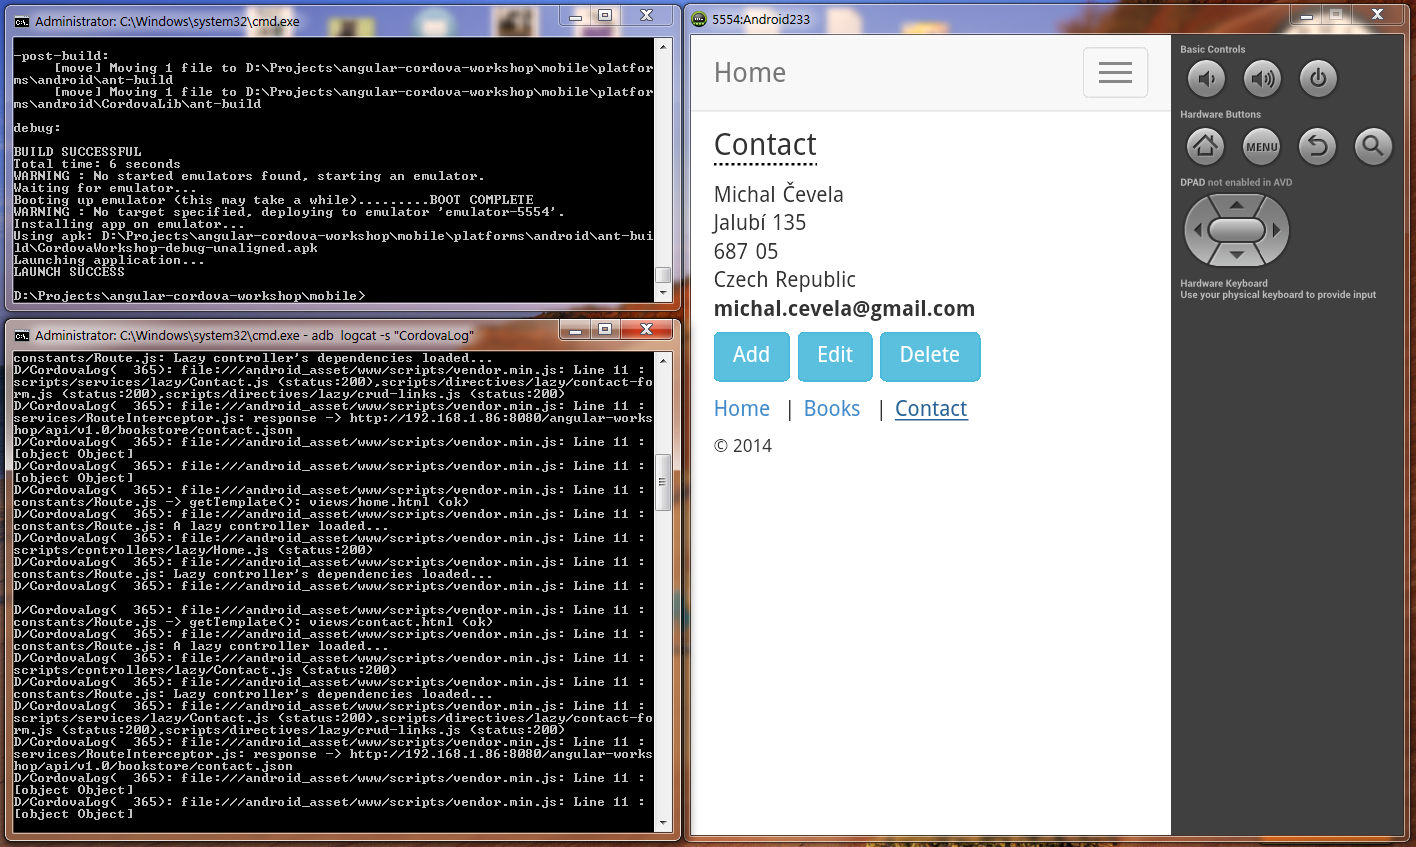 Administrator: C:\Windows\system32\cmd.exe
-post-build:
[move] Moving 1 file to D:\Projects\angular-cordova-workshop\mobile\platfor
ms\android\ant-build
[move] Moving 1 file to D:\Projects\angular-cordova-workshop\mobile\platfor
ms\android\CordovaLib\ant-build
debug:
BUILD SUCCESSFUL
Total time: 6 seconds
WARNING : No started emulators found, starting an emulator.
Waiting for emulator...
Booting up emulator (this may take a while).........BOOT COMPLETE
WARNING : No target specified, deploying to emulator 'emulator-5554'.
Installing app on emulator...
Using apk: D:\Projects\angular-cordova-workshop\mobile\platforms\android\ant-bui
ld\CordovaWorkshop-debug-unaligned.apk
Launching application...
LAUNCH SUCCESS
D:\Projects\angular-cordova-workshop\mobile>
Administrator: C:\Windows\system32\cmd.exe - adb logcat -s "CordovaLog"
constants/Route.js: Lazy controller's dependencies loaded...
D/CordovaLog(  365): file:///android_asset/www/scripts/vendor.min.js: Line 11 :
scripts/services/lazy/Contact.js (status:200),scripts/directives/lazy/contact-fo
rm.js (status:200),scripts/directives/lazy/crud-links.js (status:200)
D/CordovaLog(  365): file:///android_asset/www/scripts/vendor.min.js: Line 11 :
services/RouteInterceptor.js: response -> http://192.168.1.86:8080/angular-works
hop/api/v1.0/bookstore/contact.json
D/CordovaLog(  365): file:///android_asset/www/scripts/vendor.min.js: Line 11 :
[object Object]
D/CordovaLog(  365): file:///android_asset/www/scripts/vendor.min.js: Line 11 :
[object Object]
D/CordovaLog(  365): file:///android_asset/www/scripts/vendor.min.js: Line 11 :
constants/Route.js -> getTemplate(): views/home.html (ok)
D/CordovaLog(  365): file:///android_asset/www/scripts/vendor.min.js: Line 11 :
constants/Route.js: A lazy controller loaded...
D/CordovaLog(  365): file:///android_asset/www/scripts/vendor.min.js: Line 11 :
scripts/controllers/lazy/Home.js (status:200)
D/CordovaLog(  365): file:///android_asset/www/scripts/vendor.min.js: Line 11 :
constants/Route.js: Lazy controller's dependencies loaded...
D/CordovaLog(  365): file:///android_asset/www/scripts/vendor.min.js: Line 11 :
D/CordovaLog(  365): file:///android_asset/www/scripts/vendor.min.js: Line 11 :
constants/Route.js -> getTemplate(): views/contact.html (ok)
D/CordovaLog(  365): file:///android_asset/www/scripts/vendor.min.js: Line 11 :
constants/Route.js: A lazy controller loaded...
D/CordovaLog(  365): file:///android_asset/www/scripts/vendor.min.js: Line 11 :
scripts/controllers/lazy/Contact.js (status:200)
D/CordovaLog(  365): file:///android_asset/www/scripts/vendor.min.js: Line 11 :
constants/Route.js: Lazy controller's dependencies loaded...
D/CordovaLog(  365): file:///android_asset/www/scripts/vendor.min.js: Line 11 :
scripts/services/lazy/Contact.js (status:200),scripts/directives/lazy/contact-fo
rm.js (status:200),scripts/directives/lazy/crud-links.js (status:200)
D/CordovaLog(  365): file:///android_asset/www/scripts/vendor.min.js: Line 11 :
services/RouteInterceptor.js: response -> http://192.168.1.86:8080/angular-works
hop/api/v1.0/bookstore/contact.json
D/CordovaLog(  365): file:///android_asset/www/scripts/vendor.min.js: Line 11 :
[object Object]
D/CordovaLog(  365): file:///android_asset/www/scripts/vendor.min.js: Line 11 :
[object Object]
5554:Android233
Home
Contact
Michal Čevela
Jalubí 135
687 05
Czech Republic
michal.cevela@gmail.com
Add Edit Delete
Home | Books | Contact
© 2014
Basic Controls
Hardware Buttons
MENU
DPAD not enabled in AVD
Hardware Keyboard
Use your physical keyboard to provide input